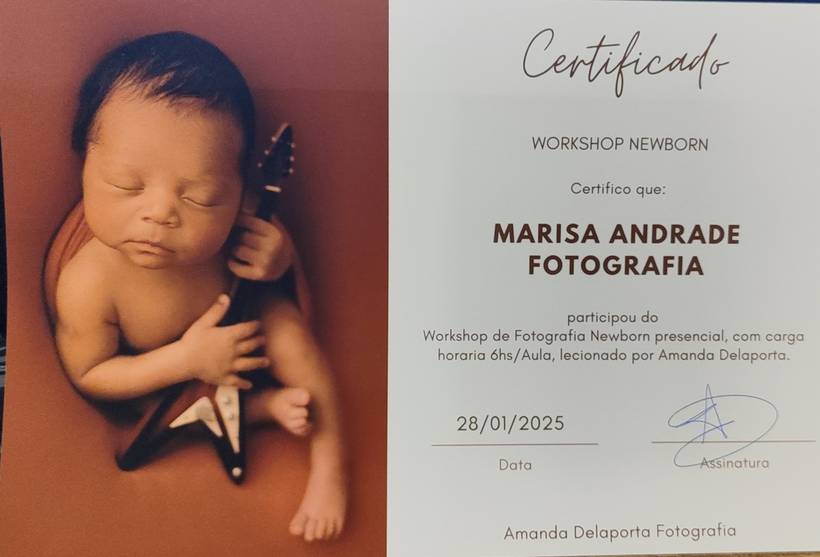 Certificado
WORKSHOP NEWBORN
Certifico que:
MARISA ANDRADE
FOTOGRAFIA
participou do
Workshop de Fotografia Newborn presencial, com carga
horaria 6hs/Aula, lecionado por Amanda Delaporta.
28/01/2025
Data
Assinatura
Amanda Delaporta Fotografia